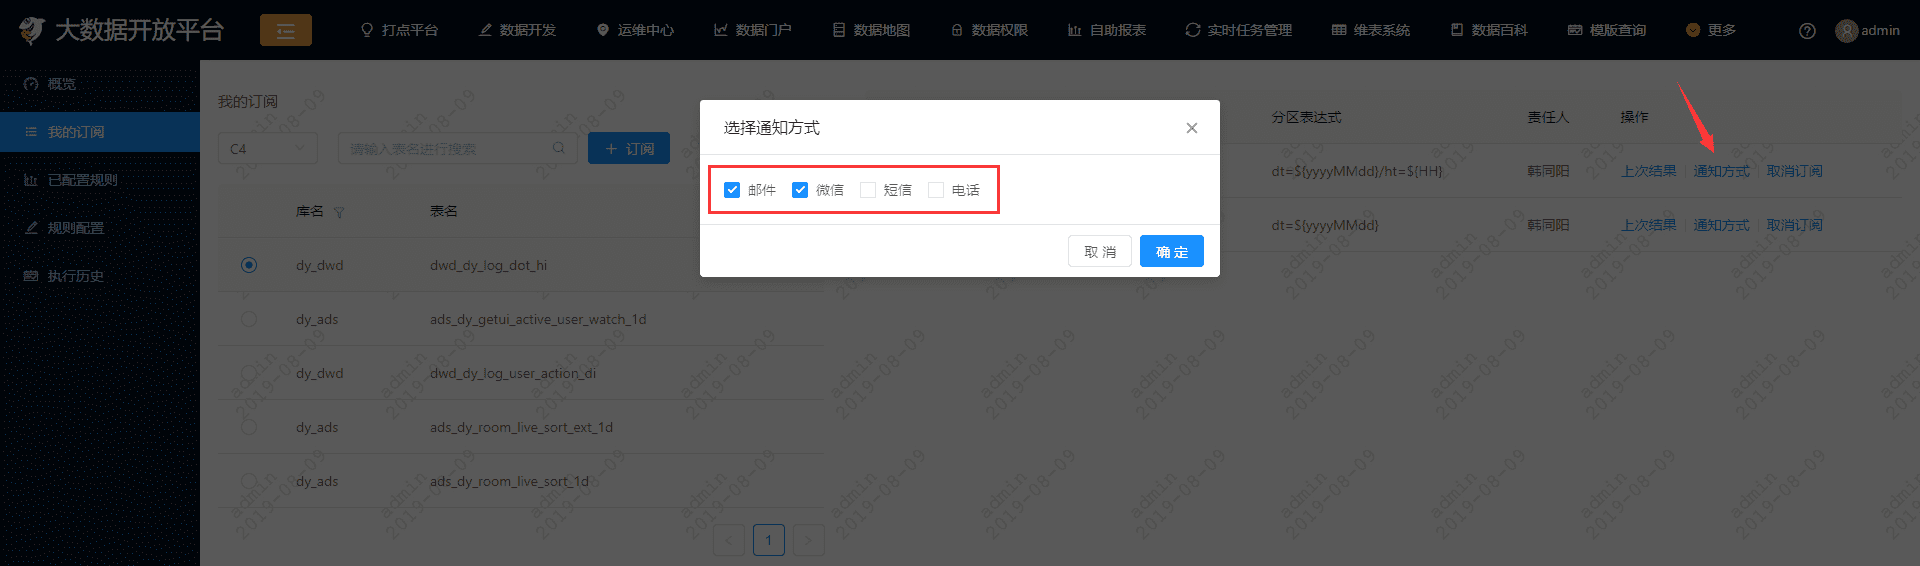 大数据开放平台
打点平台 数据开发 运维中心 数据门户 数据地图 数据权限 自助报表 实时任务管理 维表系统 数据百科 模版查询 更多 admin
概览
我的订阅
已配置规则
规则配置
执行历史
我的订阅
C4 请输入表名进行搜索 + 订阅
库名 表名
dy_dwd dwd_dy_log_dot_hi
dy_ads ads_dy_getui_active_user_watch_1d
dy_dwd dwd_dy_log_user_action_di
dy_ads ads_dy_room_live_sort_ext_1d
dy_ads ads_dy_room_live_sort_1d
< 1 >
选择通知方式
邮件 微信 短信 电话
取 消 确 定
分区表达式 责任人 操作
dt=${yyyyMMdd}/ht=${HH} 韩同阳 上次结果 通知方式 取消订阅
dt=${yyyyMMdd} 韩同阳 上次结果 通知方式 取消订阅
admin
2019-08-09